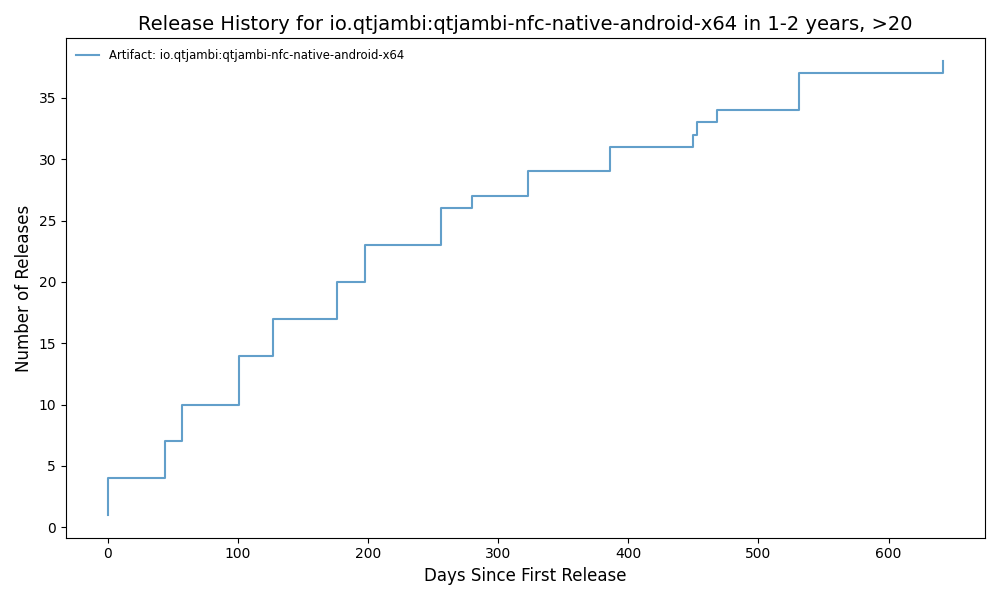 Release History for io.qtjambi:qtjambi-nfc-native-android-x64 in 1-2 years, >20
Artifact: io.qtjambi:qtjambi-nfc-native-android-x64
Number of Releases
35
30
25
20
15
10
5
0
0 100 200 300 400 500 600
Days Since First Release